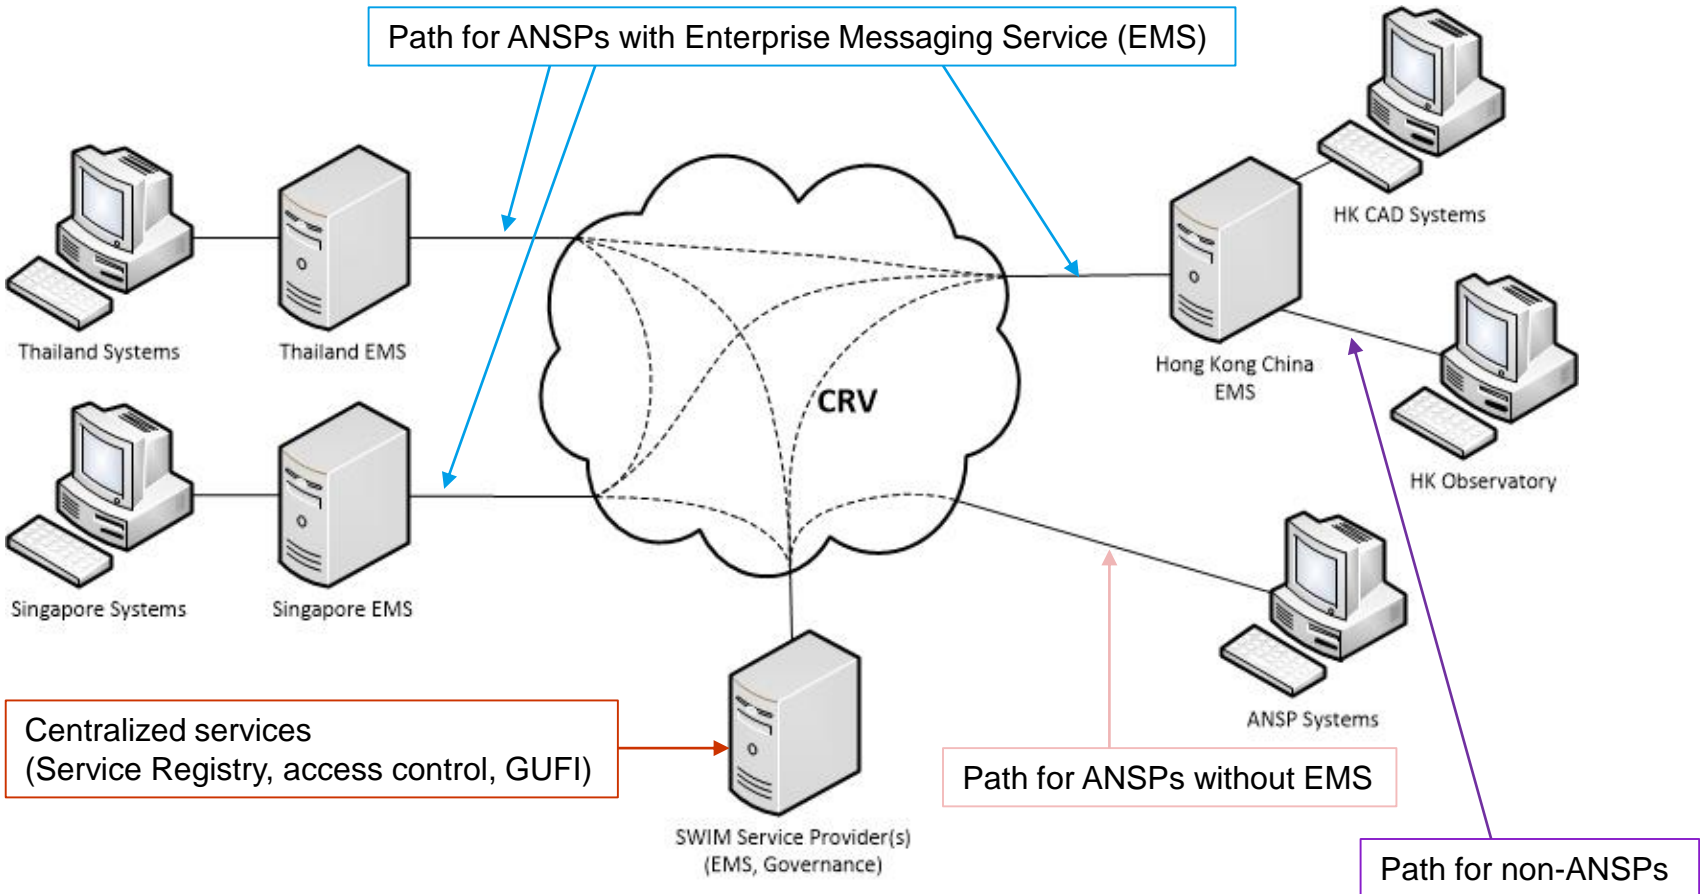 Path for ANSPs with Enterprise Messaging Service (EMS)
HK CAD Systems
Thailand Systems
Thailand EMS
Hong Kong China
EMS
CRV
HK Observatory
Singapore Systems
Singapore EMS
ANSP Systems
Centralized services
(Service Registry, access control, GUFI)
Path for ANSPs without EMS
SWIM Service Provider(s)
(EMS, Governance)
Path for non-ANSPs